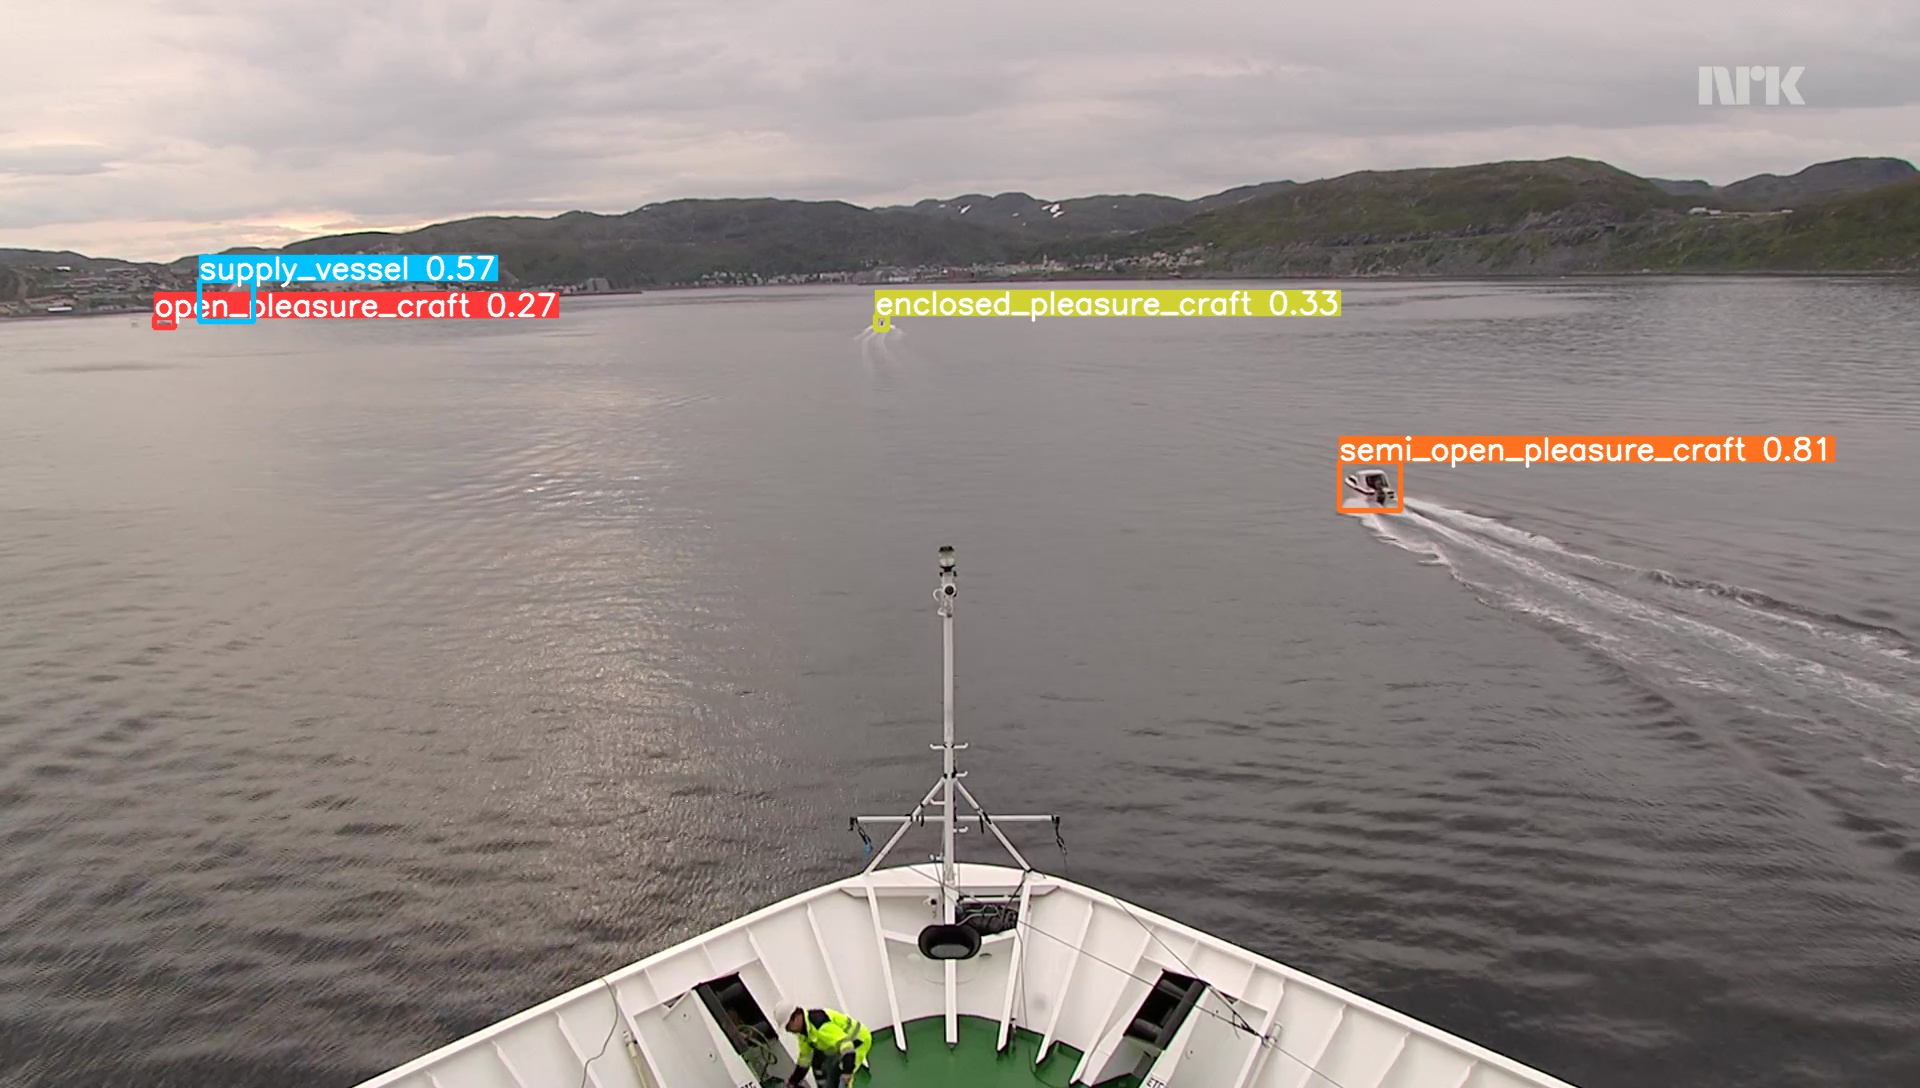 NRK
supply_vessel 0.57
open_pleasure_craft 0.27
enclosed_pleasure_craft 0.33
semi_open_pleasure_craft 0.81